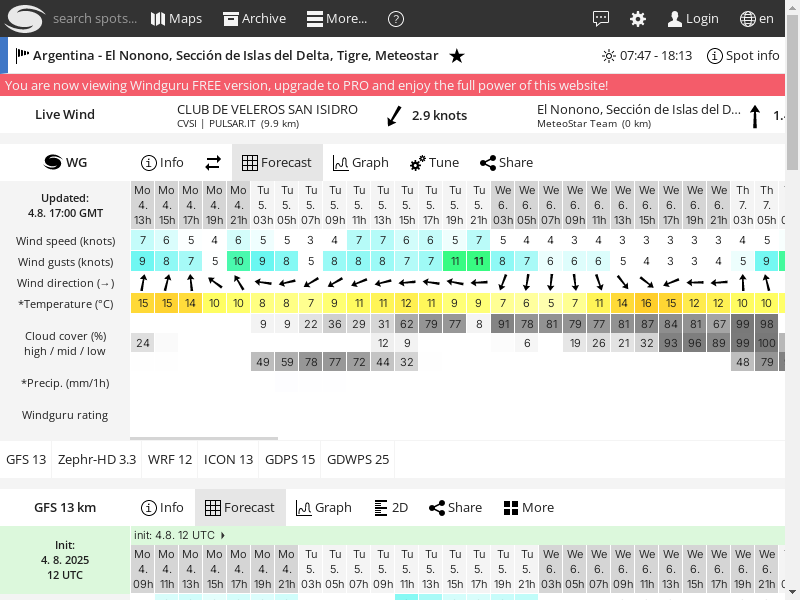 search spots... Maps Archive More... ? Login en
Argentina - El Nonono, Sección de Islas del Delta, Tigre, Meteostar ★ 07:47 - 18:13 Spot info
You are now viewing Windguru FREE version, upgrade to PRO and enjoy the full power of this website!
Live Wind CLUB DE VELEROS SAN ISIDRO 2.9 knots El Nonono, Sección de Islas del D...
CVSI | PULSAR.IT (9.9 km) MeteoStar Team (0 km)
WG Info Forecast Graph Tune Share
Updated: Mo Mo Mo Mo Mo Tu Tu Tu Tu Tu Tu Tu Tu Tu Tu We We We We We We We We We We Th Th
4.8. 17:00 GMT 4. 4. 4. 4. 4. 5. 5. 5. 5. 5. 5. 5. 5. 5. 5. 6. 6. 6. 6. 6. 6. 6. 6. 6. 6. 7. 7.
13h 15h 17h 19h 21h 03h 05h 07h 09h 11h 13h 15h 17h 19h 21h 03h 05h 07h 09h 11h 13h 15h 17h 19h 21h 03h 05h
Wind speed (knots) 7 6 5 4 6 5 5 3 4 7 7 6 6 5 7 5 4 4 3 4 3 3 3 3 3 4 5
Wind gusts (knots) 9 8 7 5 10 9 8 5 8 8 8 7 7 11 11 8 7 6 6 6 5 4 3 3 4 5 9
Wind direction (→)
*Temperature (°C) 15 15 14 10 10 8 8 7 9 11 11 12 11 9 9 7 6 5 7 11 14 16 15 12 12 10 10
Cloud cover (%) 9 9 22 36 29 31 62 79 77 8 91 78 81 79 77 81 87 84 81 67 99 98
high / mid / low 24 12 9 6 19 26 21 32 93 96 89 99 100
49 59 78 77 72 44 32 48 79
*Precip. (mm/1h)
Windguru rating
GFS 13 Zephr-HD 3.3 WRF 12 ICON 13 GDPS 15 GDWPS 25
GFS 13 km Info Forecast Graph 2D Share More
init: 4.8. 12 UTC
Init: Mo Mo Mo Mo Mo Mo Mo Tu Tu Tu Tu Tu Tu Tu Tu Tu Tu We We We We We We We We We We
4. 8. 2025 4. 4. 4. 4. 4. 4. 4. 5. 5. 5. 5. 5. 5. 5. 5. 5. 5. 6. 6. 6. 6. 6. 6. 6. 6. 6. 6.
12 UTC 09h 11h 13h 15h 17h 19h 21h 03h 05h 07h 09h 11h 13h 15h 17h 19h 21h 03h 05h 07h 09h 11h 13h 15h 17h 19h 21h